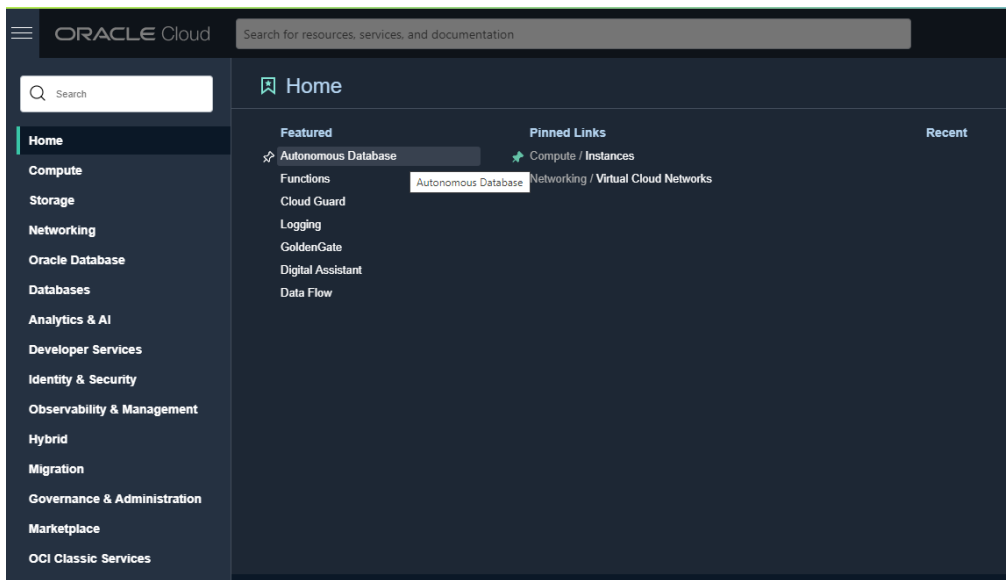 ORACLE Cloud
Search for resources, services, and documentation
Search
Home
Compute
Storage
Networking
Oracle Database
Databases
Analytics & AI
Developer Services
Identity & Security
Observability & Management
Hybrid
Migration
Governance & Administration
Marketplace
OCI Classic Services
Home
Featured
Autonomous Database
Functions
Cloud Guard
Logging
GoldenGate
Digital Assistant
Data Flow
Autonomous Database
Pinned Links
Compute / Instances
Networking / Virtual Cloud Networks
Recent